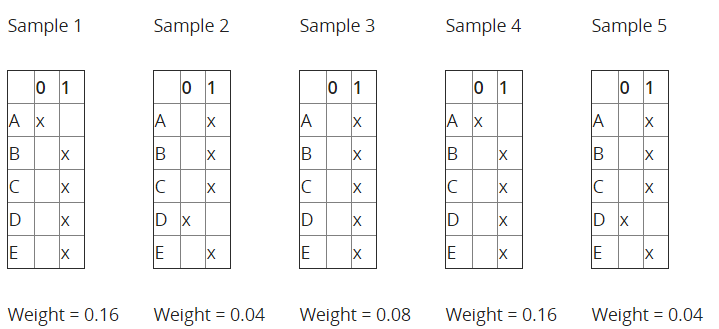 Sample 1 Sample 2 Sample 3 Sample 4 Sample 5
0 1 0 1 0 1 0 1 0 1
A x A x A x A x A x
B x B x B x B x B x
C x C x C x C x C x
D x D x D x D x D x
E x E x E x E x E x
Weight = 0.16 Weight = 0.04 Weight = 0.08 Weight = 0.16 Weight = 0.04